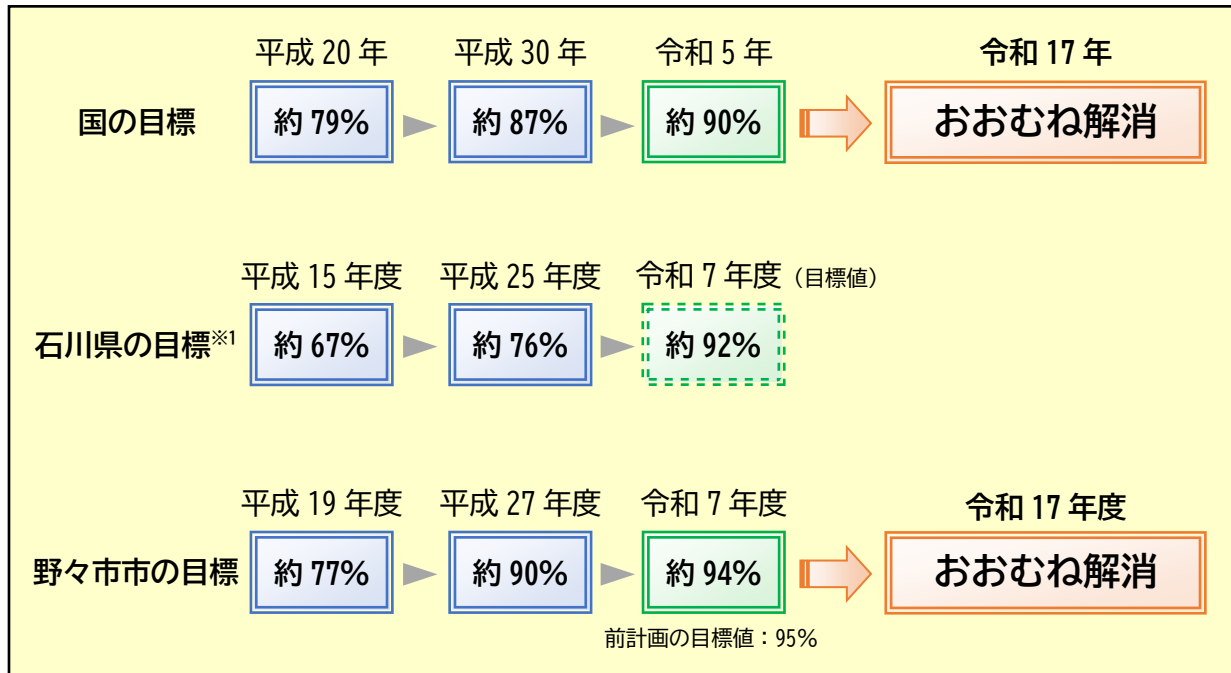 平成 20 年 平成 30 年 令和 5 年 令和 17 年
国の目標 約 79% 約 87% 約 90% おおむね解消
平成 15 年度 平成 25 年度 令和 7 年度 (目標値)
石川県の目標※1 約 67% 約 76% 約 92%
平成 19 年度 平成 27 年度 令和 7 年度 令和 17 年度
野々市市の目標 約 77% 約 90% 約 94% おおむね解消
前計画の目標値：95%